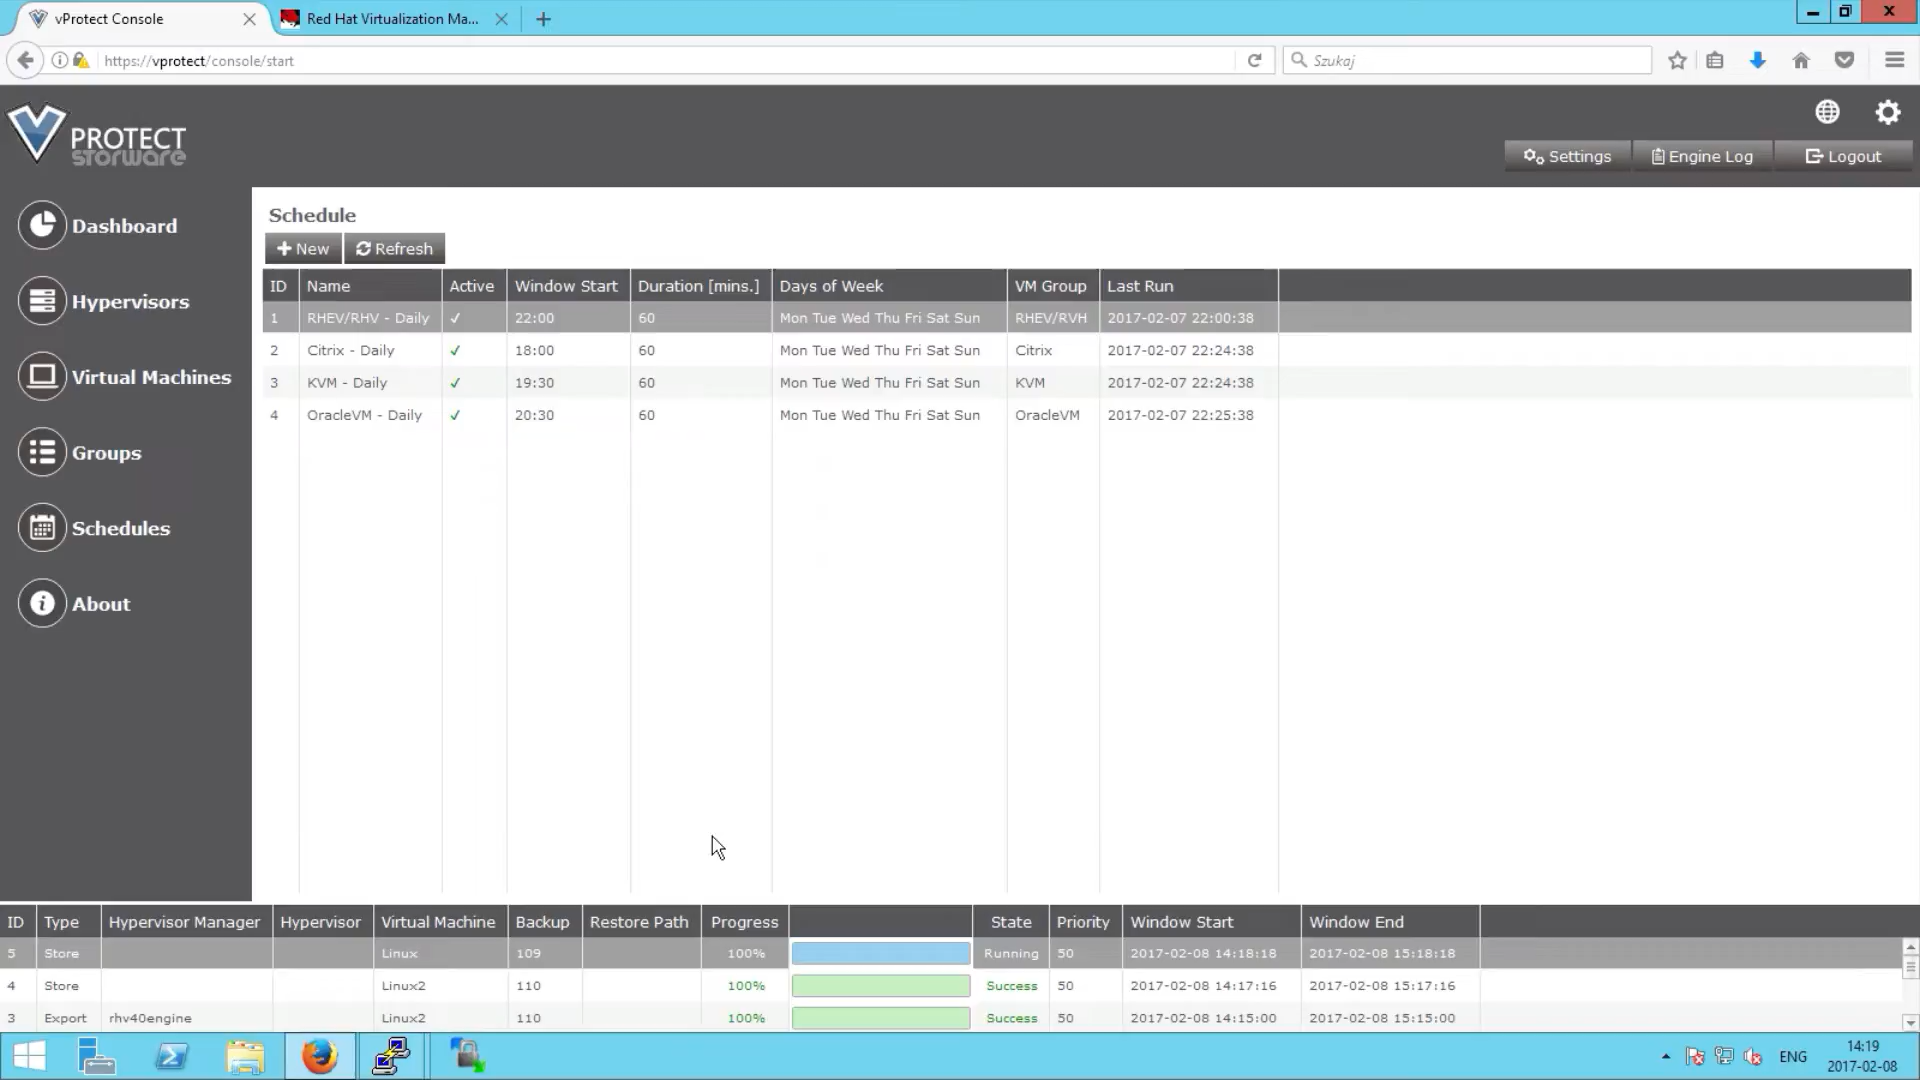 vProtect Console
Red Hat Virtualization Ma...
https://vprotect/console/start
Szukaj
PROTECT
storware
Settings
Engine Log
Logout
Dashboard
Hypervisors
Virtual Machines
Groups
Schedules
About
Schedule
New Refresh
ID Name Active Window Start Duration [mins.] Days of Week VM Group Last Run
1 RHEV/RHV - Daily ✓ 22:00 60 Mon Tue Wed Thu Fri Sat Sun RHEV/RVH 2017-02-07 22:00:38
2 Citrix - Daily ✓ 18:00 60 Mon Tue Wed Thu Fri Sat Sun Citrix 2017-02-07 22:24:38
3 KVM - Daily ✓ 19:30 60 Mon Tue Wed Thu Fri Sat Sun KVM 2017-02-07 22:24:38
4 OracleVM - Daily ✓ 20:30 60 Mon Tue Wed Thu Fri Sat Sun OracleVM 2017-02-07 22:25:38
ID Type Hypervisor Manager Hypervisor Virtual Machine Backup Restore Path Progress State Priority Window Start Window End
5 Store Linux 109 100% Running 50 2017-02-08 14:18:18 2017-02-08 15:18:18
4 Store Linux2 110 100% Success 50 2017-02-08 14:17:16 2017-02-08 15:17:16
3 Export rhv40engine Linux2 110 100% Success 50 2017-02-08 14:15:00 2017-02-08 15:15:00
ENG
14:19
2017-02-08